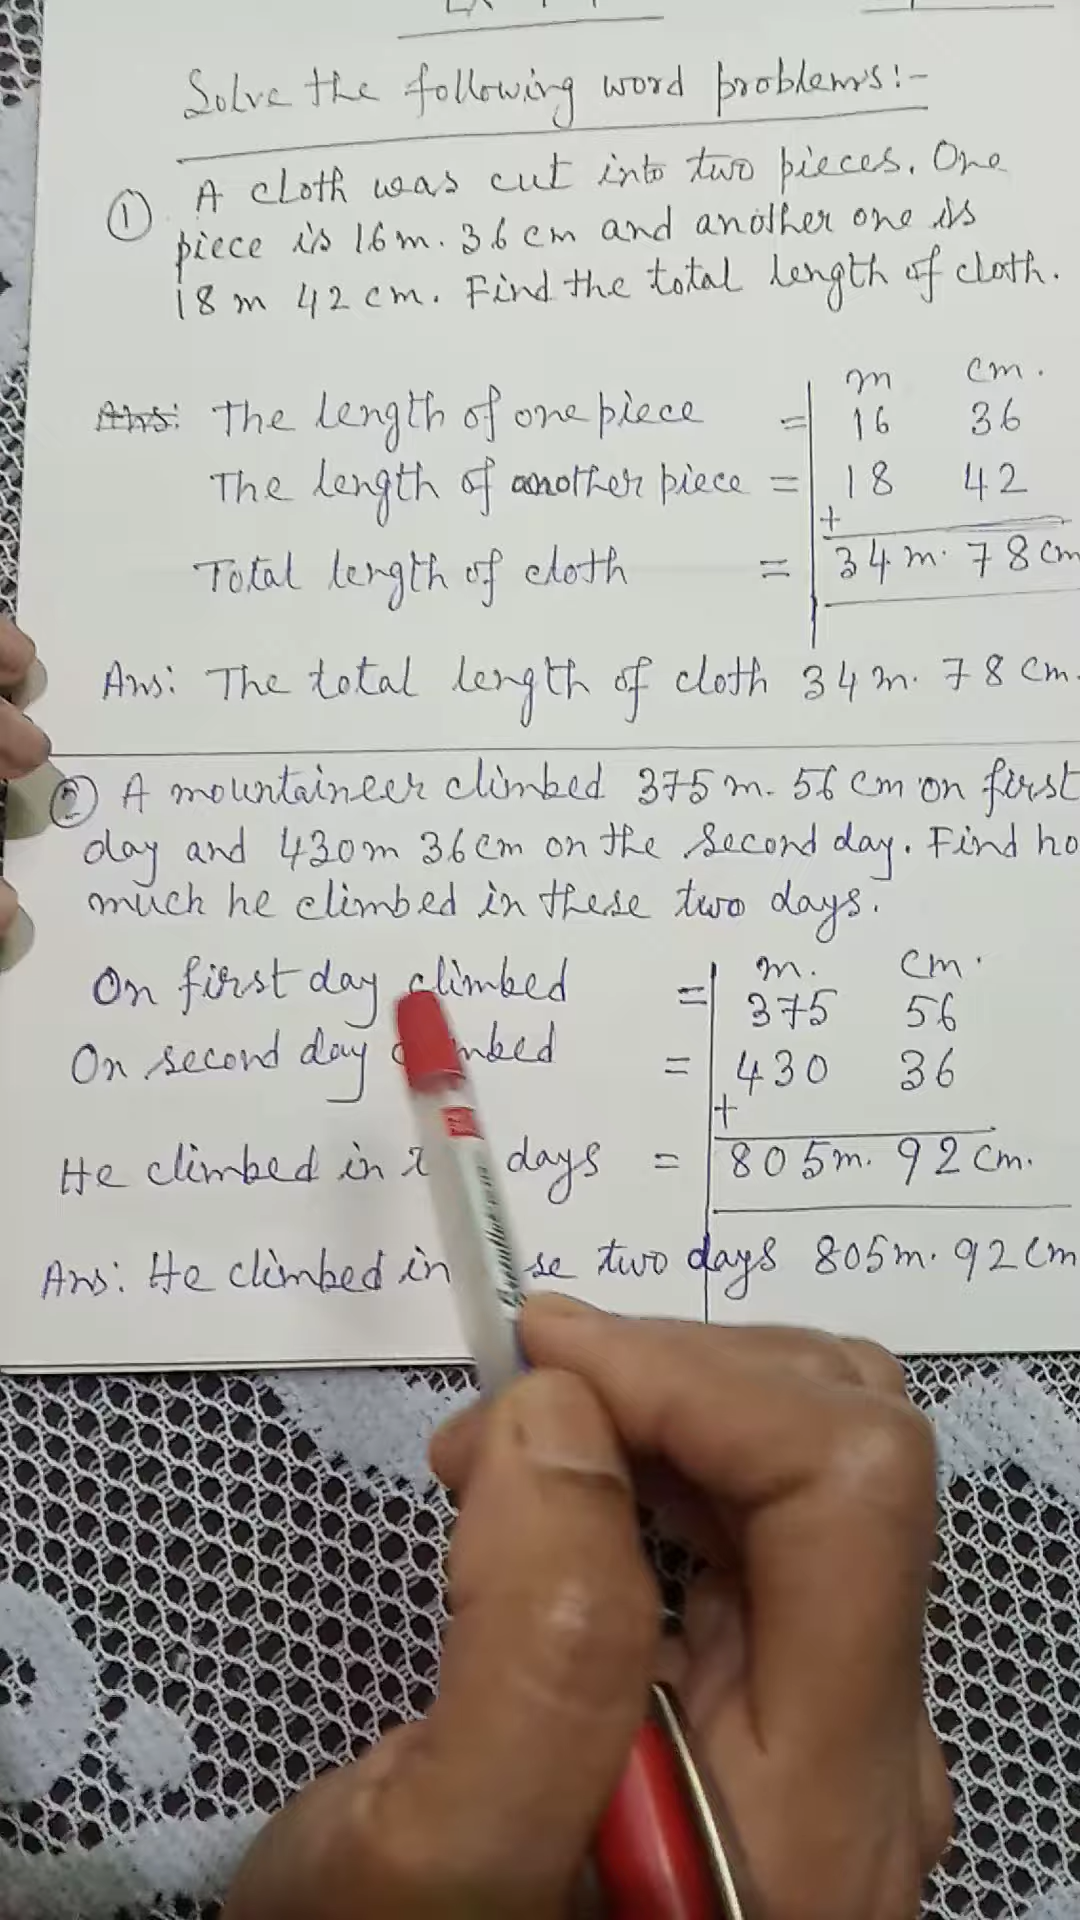 Solve the following word problems:-
① A cloth was cut into two pieces. One
piece is 16m. 36cm and another one is
18 m 42 cm. Find the total length of cloth.
m cm.
Ans: The length of one piece = 16 36
The length of another piece = 18 42
+
Total length of cloth = 34 m. 78 cm
Ans: The total length of cloth 34 m. 78 cm.
② A mountaineer climbed 375 m. 56 cm on first
day and 430 m 36 cm on the second day. Find ho
much he climbed in these two days.
m. cm.
On first day climbed = 375 56
On second day = 430 36
+
He climbed in days = 805 m. 92 cm.
Ans: He climbed in two days 805 m. 92 cm